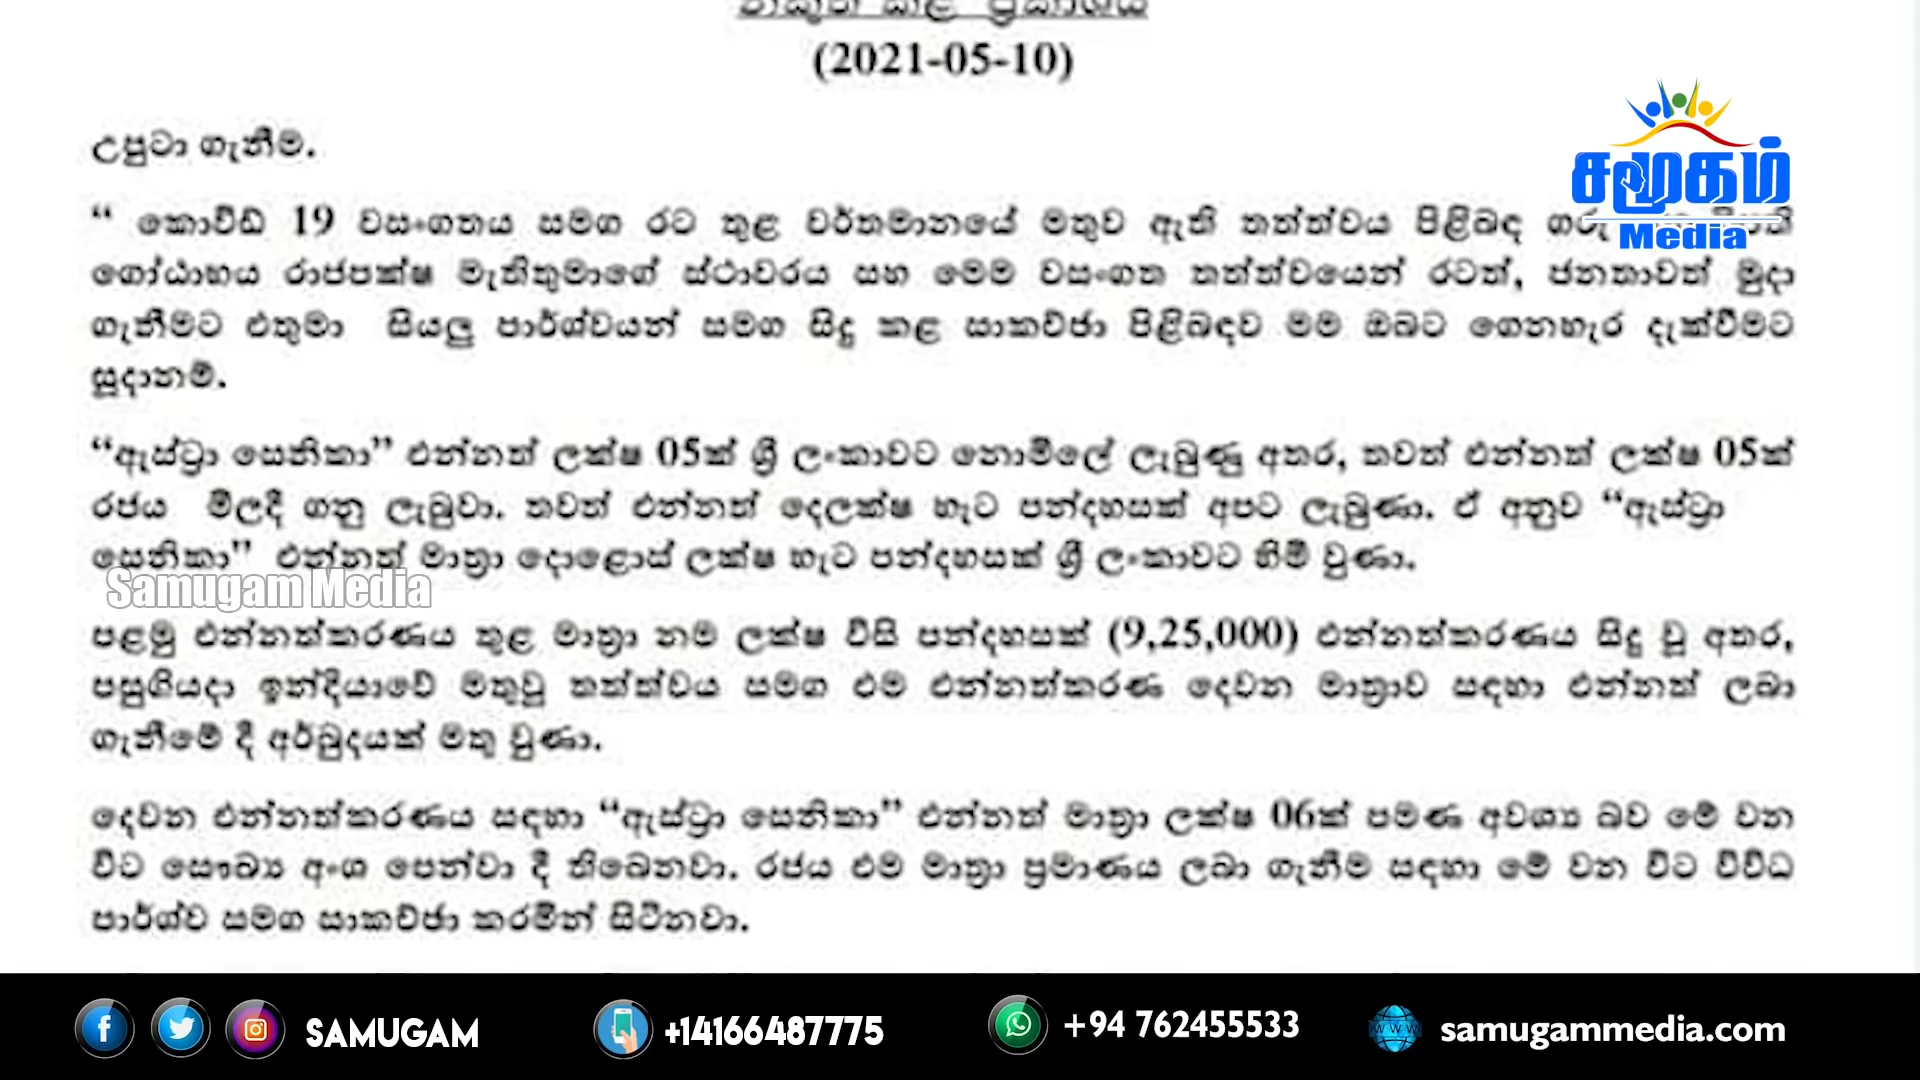 නිකුත් කළ ප්‍රකාශය
(2021-05-10)
උපුටා ගැනීම.
“ කොවිඩ් 19 වසංගතය සමග රට තුළ වර්තමානයේ මතුව ඇති තත්ත්වය පිළිබඳ ගරු
ගෝඨාභය රාජපක්ෂ මැතිතුමාගේ ස්ථාවරය සහ මෙම වසංගත තත්ත්වයෙන් රටත්, ජනතාවත් මුදා
ගැනීමට එතුමා සියලු පාර්ශ්වයන් සමග සිදු කළ සාකච්ඡා පිළිබඳව මම ඔබට ගෙනහැර දැක්වීමට
සූදානම්.
“ඇස්ට්‍රා සෙනිකා” එන්නත් ලක්ෂ 05ක් ශ්‍රී ලංකාවට නොමිලේ ලැබුණු අතර, තවත් එන්නත් ලක්ෂ 05ක්
රජය මිලදී ගනු ලැබුවා. තවත් එන්නත් දෙලක්ෂ හැට පන්දහසක් අපට ලැබුණා. ඒ අනුව “ඇස්ට්‍රා
සෙනිකා” එන්නත් මාත්‍රා දොළොස් ලක්ෂ හැට පන්දහසක් ශ්‍රී ලංකාවට හිමි වුණා.
පළමු එන්නත්කරණය තුළ මාත්‍රා නම ලක්ෂ විසි පන්දහසක් (9,25,000) එන්නත්කරණය සිදු වූ අතර,
පසුගියදා ඉන්දියාවේ මතුවූ තත්ත්වය සමග එම එන්නත්කරණ දෙවන මාත්‍රාව සඳහා එන්නත් ලබා
ගැනීමේ දී අර්බුදයක් මතු වුණා.
දෙවන එන්නත්කරණය සඳහා “ඇස්ට්‍රා සෙනිකා” එන්නත් මාත්‍රා ලක්ෂ 06ක් පමණ අවශ්‍ය බව මේ වන
විට සෞඛ්‍ය අංශ පෙන්වා දී තිබෙනවා. රජය එම මාත්‍රා ප්‍රමාණය ලබා ගැනීම සඳහා මේ වන විට විවිධ
පාර්ශ්ව සමග සාකච්ඡා කරමින් සිටිනවා.
சமூகம்
Media
Samugam Media
SAMUGAM
+14166487775
+94 762455533
samugammedia.com